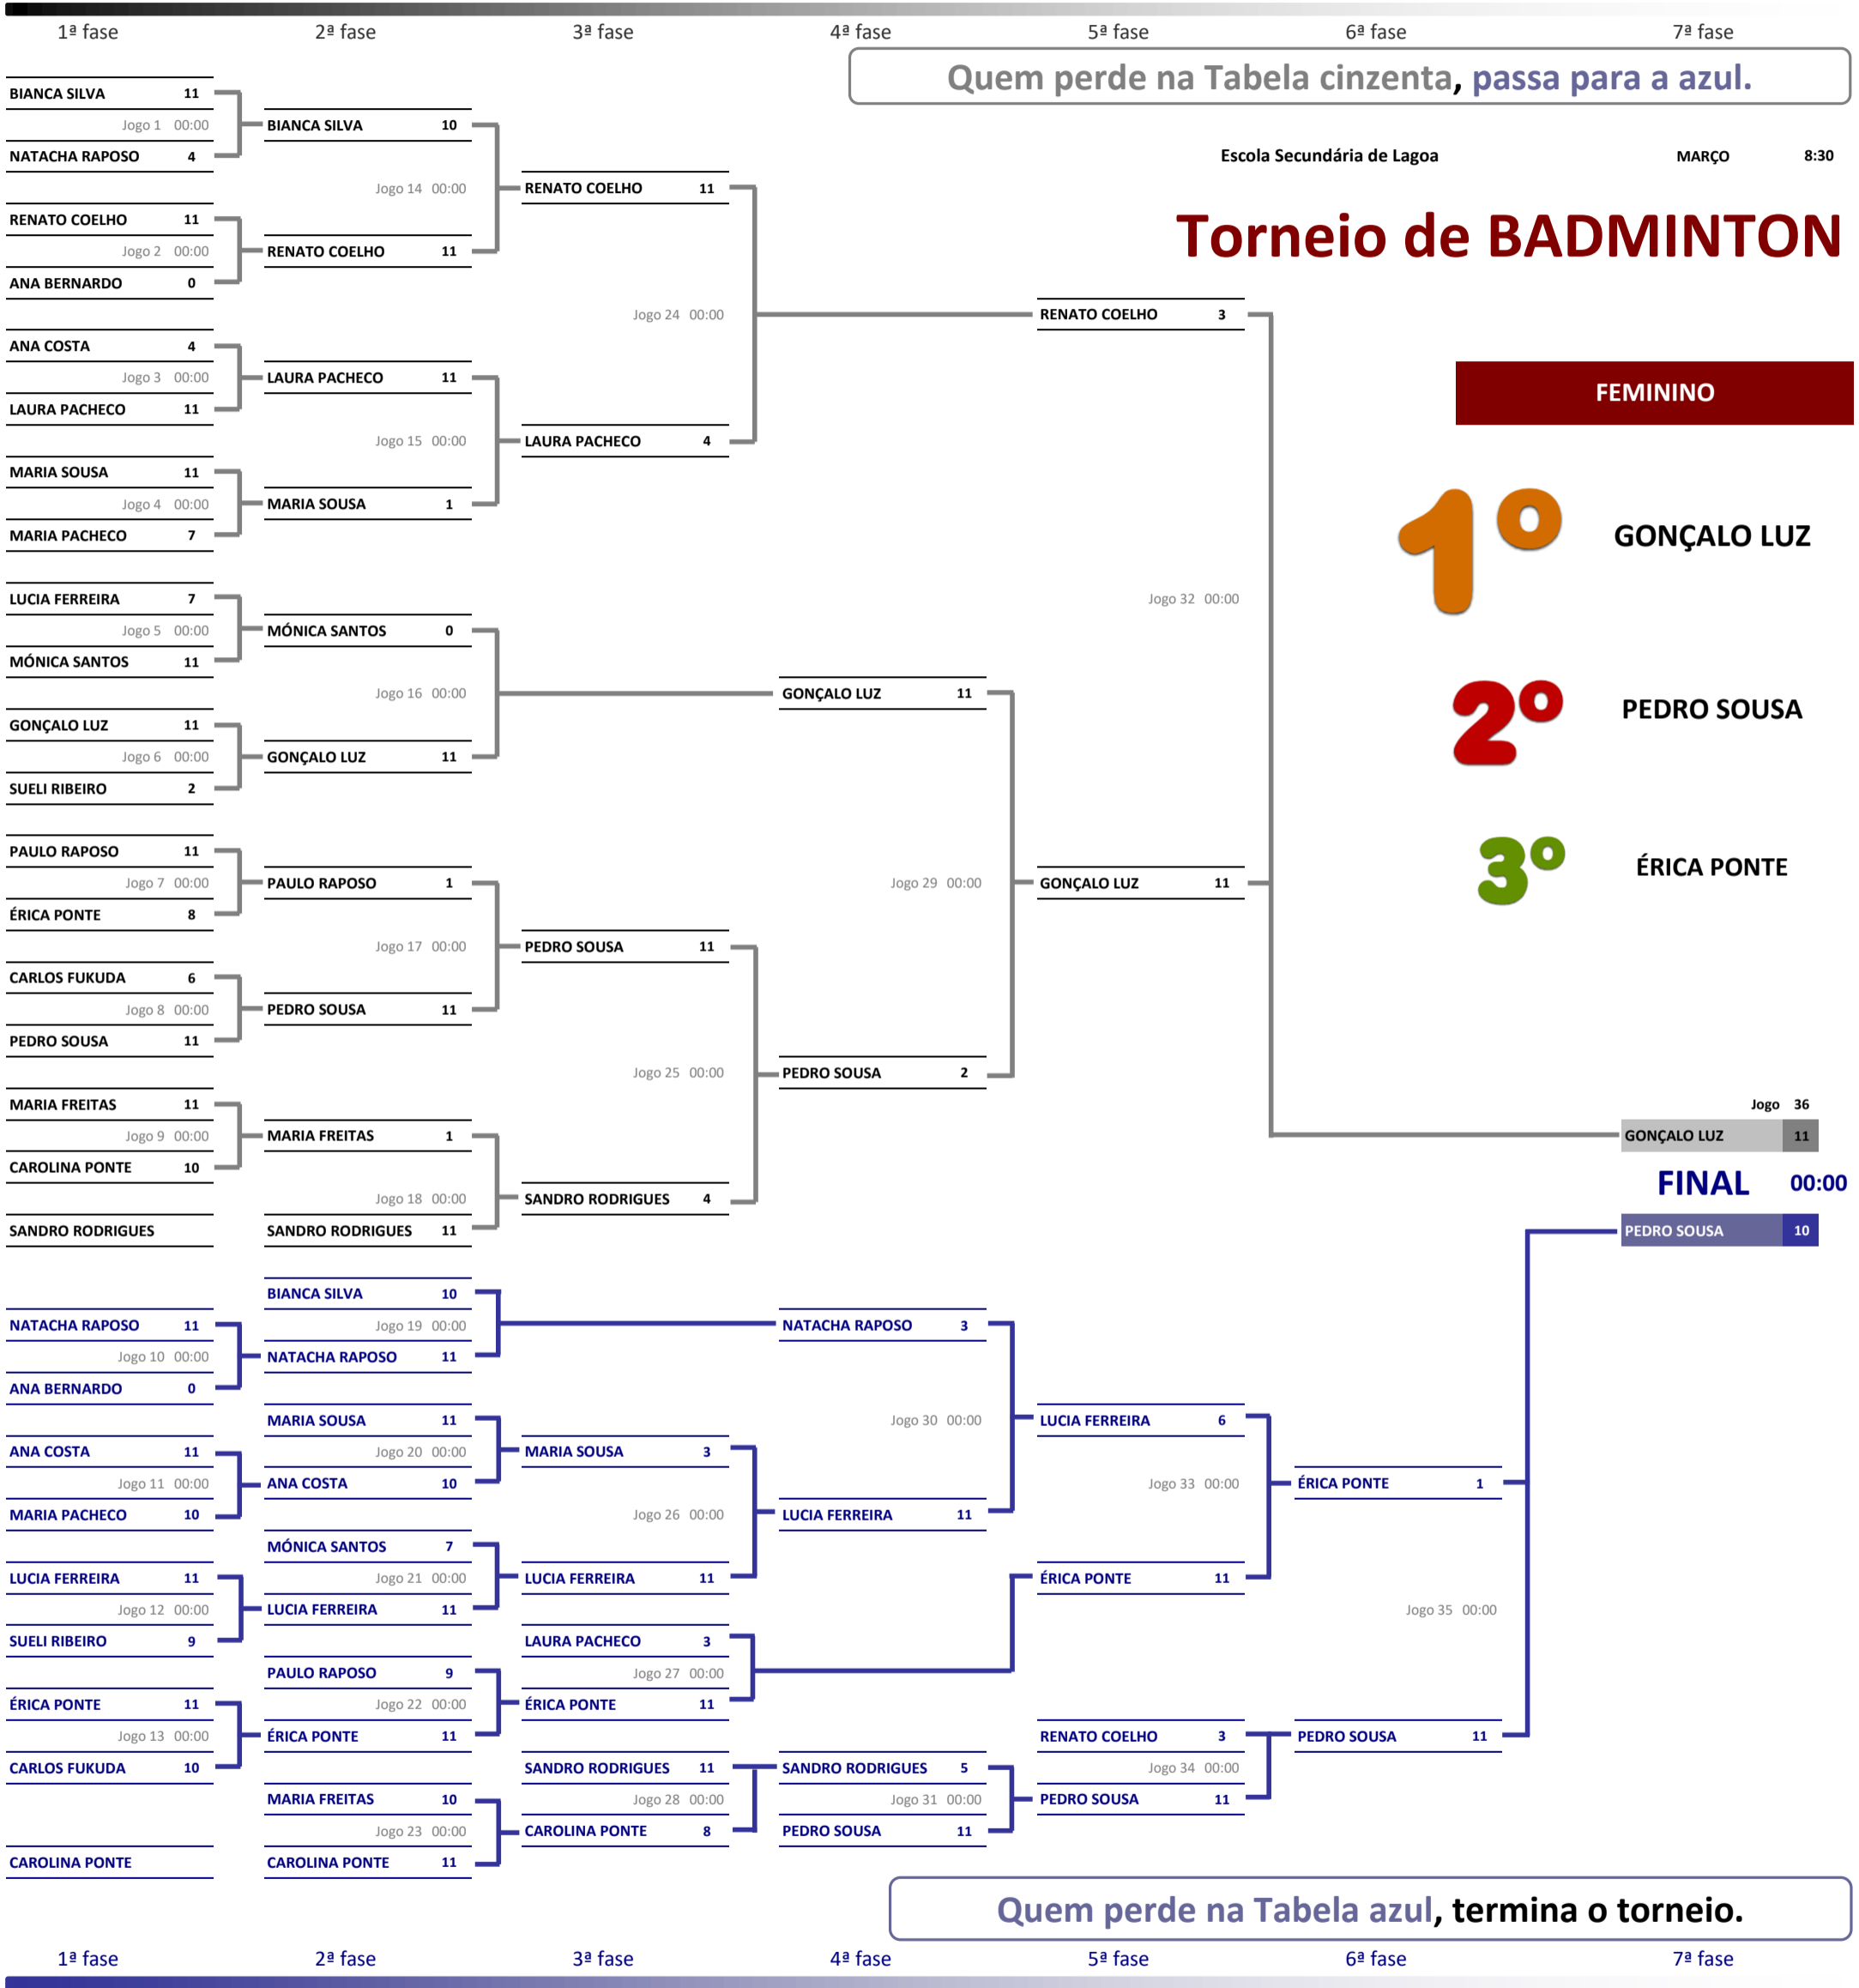 1ª fase 2ª fase 3ª fase 4ª fase 5ª fase 6ª fase 7ª fase
Quem perde na Tabela cinzenta, passa para a azul.
Escola Secundária de Lagoa MARÇO 8:30
Torneio de BADMINTON
FEMININO
1º GONÇALO LUZ
2º PEDRO SOUSA
3º ÉRICA PONTE
BIANCA SILVA 11
Jogo 1 00:00
NATACHA RAPOSO 4
RENATO COELHO 11
Jogo 2 00:00
ANA BERNARDO 0
ANA COSTA 4
Jogo 3 00:00
LAURA PACHECO 11
MARIA SOUSA 11
Jogo 4 00:00
MARIA PACHECO 7
LUCIA FERREIRA 7
Jogo 5 00:00
MÓNICA SANTOS 11
GONÇALO LUZ 11
Jogo 6 00:00
SUELI RIBEIRO 2
PAULO RAPOSO 11
Jogo 7 00:00
ÉRICA PONTE 8
CARLOS FUKUDA 6
Jogo 8 00:00
PEDRO SOUSA 11
MARIA FREITAS 11
Jogo 9 00:00
CAROLINA PONTE 10
SANDRO RODRIGUES
BIANCA SILVA 10
Jogo 14 00:00
RENATO COELHO 11
LAURA PACHECO 11
Jogo 15 00:00
MARIA SOUSA 1
MÓNICA SANTOS 0
Jogo 16 00:00
GONÇALO LUZ 11
PAULO RAPOSO 1
Jogo 17 00:00
PEDRO SOUSA 11
MARIA FREITAS 1
Jogo 18 00:00
SANDRO RODRIGUES 11
RENATO COELHO 11
Jogo 24 00:00
LAURA PACHECO 4
PEDRO SOUSA 11
Jogo 25 00:00
SANDRO RODRIGUES 4
GONÇALO LUZ 11
Jogo 29 00:00
PEDRO SOUSA 2
RENATO COELHO 3
Jogo 32 00:00
GONÇALO LUZ 11
Jogo 36
GONÇALO LUZ 11
FINAL 00:00
PEDRO SOUSA 10
NATACHA RAPOSO 11
Jogo 10 00:00
ANA BERNARDO 0
ANA COSTA 11
Jogo 11 00:00
MARIA PACHECO 10
LUCIA FERREIRA 11
Jogo 12 00:00
SUELI RIBEIRO 9
ÉRICA PONTE 11
Jogo 13 00:00
CARLOS FUKUDA 10
CAROLINA PONTE
BIANCA SILVA 10
Jogo 19 00:00
NATACHA RAPOSO 11
MARIA SOUSA 11
Jogo 20 00:00
ANA COSTA 10
MÓNICA SANTOS 7
Jogo 21 00:00
LUCIA FERREIRA 11
PAULO RAPOSO 9
Jogo 22 00:00
ÉRICA PONTE 11
MARIA FREITAS 10
Jogo 23 00:00
CAROLINA PONTE 11
MARIA SOUSA 3
Jogo 26 00:00
LUCIA FERREIRA 11
LAURA PACHECO 3
Jogo 27 00:00
ÉRICA PONTE 11
SANDRO RODRIGUES 11
Jogo 28 00:00
CAROLINA PONTE 8
NATACHA RAPOSO 3
Jogo 30 00:00
LUCIA FERREIRA 11
SANDRO RODRIGUES 5
Jogo 31 00:00
PEDRO SOUSA 11
LUCIA FERREIRA 6
Jogo 33 00:00
ÉRICA PONTE 11
RENATO COELHO 3
Jogo 34 00:00
PEDRO SOUSA 11
ÉRICA PONTE 1
Jogo 35 00:00
PEDRO SOUSA 11
Quem perde na Tabela azul, termina o torneio.
1ª fase 2ª fase 3ª fase 4ª fase 5ª fase 6ª fase 7ª fase